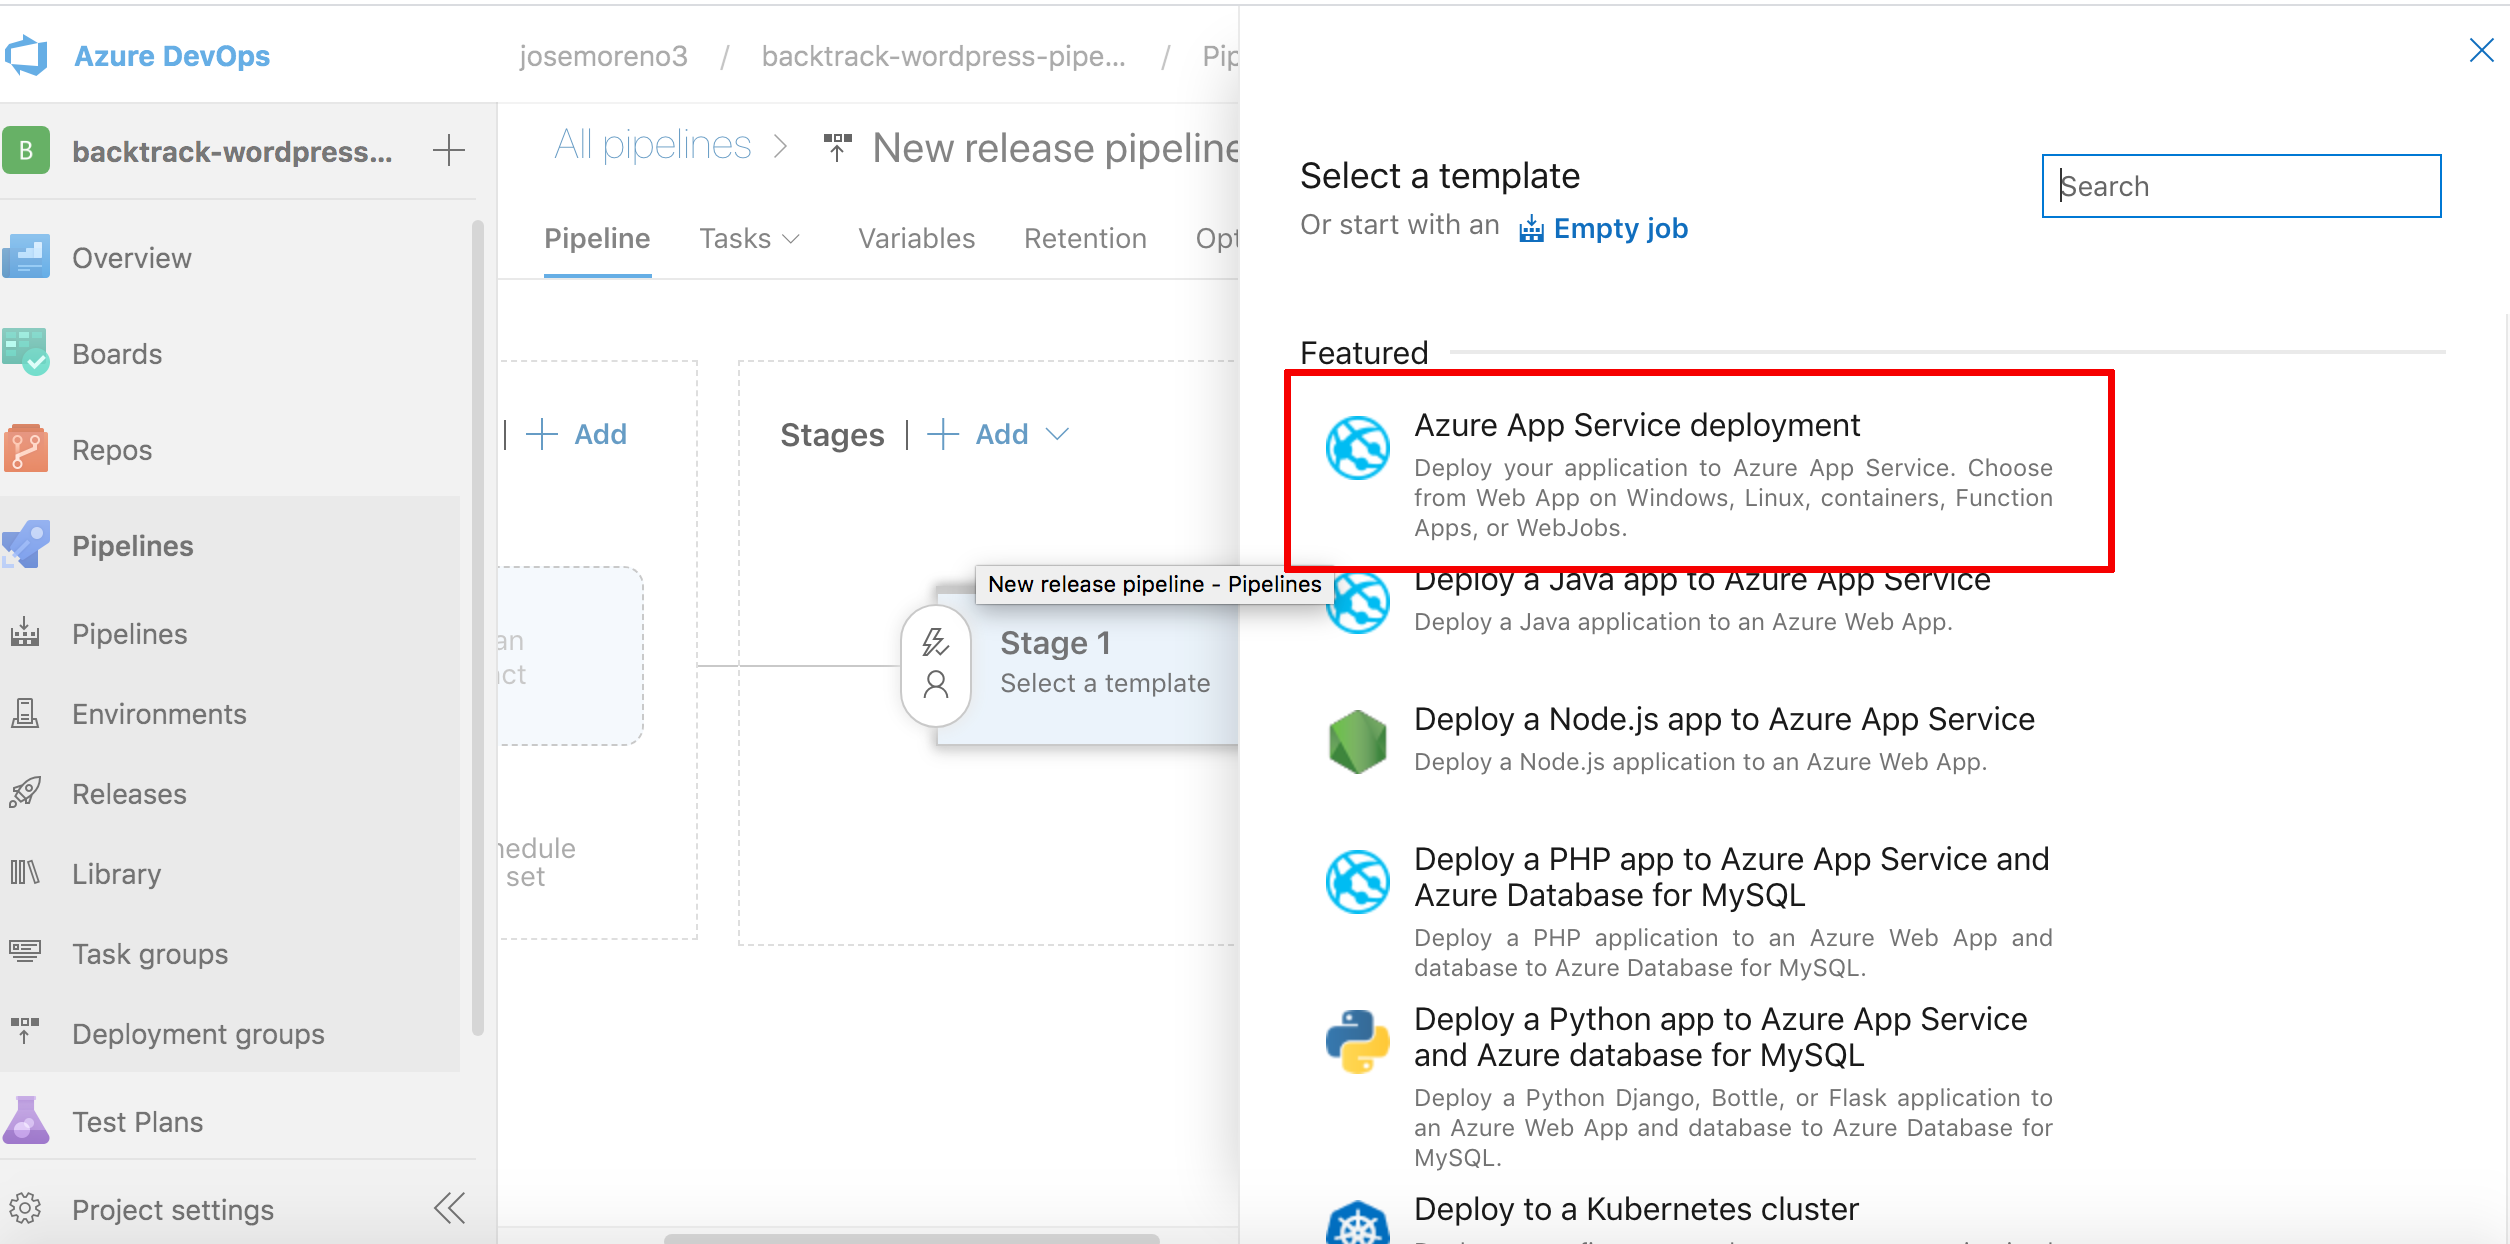 Azure DevOps
josemoreno3 / backtrack-wordpress-pipe... / Pip
B backtrack-wordpress...
Overview
Boards
Repos
Pipelines
Pipelines
Environments
Releases
Library
Task groups
Deployment groups
Test Plans
Project settings
All pipelines > New release pipeline
Pipeline Tasks Variables Retention Opt
| + Add
Stages | + Add
an
act
hedule
set
New release pipeline - Pipelines
Stage 1
Select a template
Select a template
Search
Or start with an Empty job
Featured
Azure App Service deployment
Deploy your application to Azure App Service. Choose
from Web App on Windows, Linux, containers, Function
Apps, or WebJobs.
Deploy a Java app to Azure App Service
Deploy a Java application to an Azure Web App.
Deploy a Node.js app to Azure App Service
Deploy a Node.js application to an Azure Web App.
Deploy a PHP app to Azure App Service and
Azure Database for MySQL
Deploy a PHP application to an Azure Web App and
database to Azure Database for MySQL.
Deploy a Python app to Azure App Service
and Azure database for MySQL
Deploy a Python Django, Bottle, or Flask application to
an Azure Web App and database to Azure Database for
MySQL.
Deploy to a Kubernetes cluster